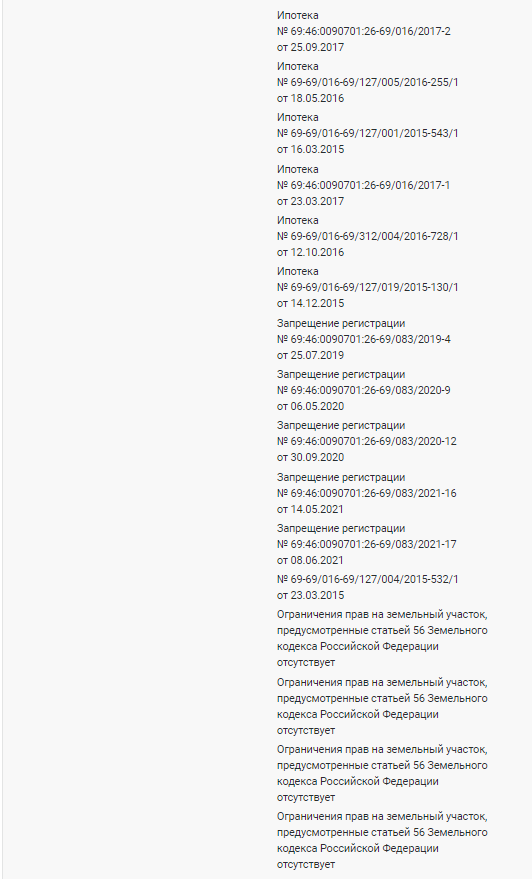 Ипотека
№ 69:46:0090701:26-69/016/2017-2
от 25.09.2017
Ипотека
№ 69-69/016-69/127/005/2016-255/1
от 18.05.2016
Ипотека
№ 69-69/016-69/127/001/2015-543/1
от 16.03.2015
Ипотека
№ 69:46:0090701:26-69/016/2017-1
от 23.03.2017
Ипотека
№ 69-69/016-69/312/004/2016-728/1
от 12.10.2016
Ипотека
№ 69-69/016-69/127/019/2015-130/1
от 14.12.2015
Запрещение регистрации
№ 69:46:0090701:26-69/083/2019-4
от 25.07.2019
Запрещение регистрации
№ 69:46:0090701:26-69/083/2020-9
от 06.05.2020
Запрещение регистрации
№ 69:46:0090701:26-69/083/2020-12
от 30.09.2020
Запрещение регистрации
№ 69:46:0090701:26-69/083/2021-16
от 14.05.2021
Запрещение регистрации
№ 69:46:0090701:26-69/083/2021-17
от 08.06.2021
№ 69-69/016-69/127/004/2015-532/1
от 23.03.2015
Ограничения прав на земельный участок,
предусмотренные статьей 56 Земельного
кодекса Российской Федерации
отсутствует
Ограничения прав на земельный участок,
предусмотренные статьей 56 Земельного
кодекса Российской Федерации
отсутствует
Ограничения прав на земельный участок,
предусмотренные статьей 56 Земельного
кодекса Российской Федерации
отсутствует
Ограничения прав на земельный участок,
предусмотренные статьей 56 Земельного
кодекса Российской Федерации
отсутствует